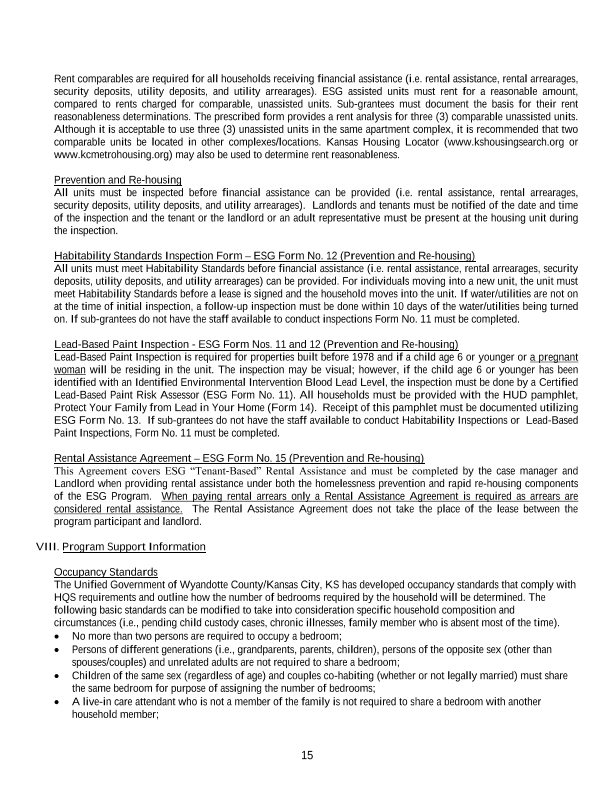 Rent comparables are required for all households receiving financial assistance (i.e. rental assistance, rental arrearages,
security deposits, utility deposits, and utility arrearages). ESG assisted units must rent for a reasonable amount,
compared to rents charged for comparable, unassisted units. Sub-grantees must document the basis for their rent
reasonableness determinations. The prescribed form provides a rent analysis for three (3) comparable unassisted units.
Although it is acceptable to use three (3) unassisted units in the same apartment complex, it is recommended that two
comparable units be located in other complexes/locations. Kansas Housing Locator (www.kshousingsearch.org or
www.kcmetrohousing.org) may also be used to determine rent reasonableness.
Prevention and Re-housing
All units must be inspected before financial assistance can be provided (i.e. rental assistance, rental arrearages,
security deposits, utility deposits, and utility arrearages). Landlords and tenants must be notified of the date and time
of the inspection and the tenant or the landlord or an adult representative must be present at the housing unit during
the inspection.
Habitability Standards Inspection Form – ESG Form No. 12 (Prevention and Re-housing)
All units must meet Habitability Standards before financial assistance (i.e. rental assistance, rental arrearages, security
deposits, utility deposits, and utility arrearages) can be provided. For individuals moving into a new unit, the unit must
meet Habitability Standards before a lease is signed and the household moves into the unit. If water/utilities are not on
at the time of initial inspection, a follow-up inspection must be done within 10 days of the water/utilities being turned
on. If sub-grantees do not have the staff available to conduct inspections Form No. 11 must be completed.
Lead-Based Paint Inspection - ESG Form Nos. 11 and 12 (Prevention and Re-housing)
Lead-Based Paint Inspection is required for properties built before 1978 and if a child age 6 or younger or a pregnant
woman will be residing in the unit. The inspection may be visual; however, if the child age 6 or younger has been
identified with an Identified Environmental Intervention Blood Lead Level, the inspection must be done by a Certified
Lead-Based Paint Risk Assessor (ESG Form No. 11). All households must be provided with the HUD pamphlet,
Protect Your Family from Lead in Your Home (Form 14). Receipt of this pamphlet must be documented utilizing
ESG Form No. 13. If sub-grantees do not have the staff available to conduct Habitability Inspections or Lead-Based
Paint Inspections, Form No. 11 must be completed.
Rental Assistance Agreement – ESG Form No. 15 (Prevention and Re-housing)
This Agreement covers ESG “Tenant-Based” Rental Assistance and must be completed by the case manager and
Landlord when providing rental assistance under both the homelessness prevention and rapid re-housing components
of the ESG Program. When paying rental arrears only a Rental Assistance Agreement is required as arrears are
considered rental assistance. The Rental Assistance Agreement does not take the place of the lease between the
program participant and landlord.
VIII. Program Support Information
Occupancy Standards
The Unified Government of Wyandotte County/Kansas City, KS has developed occupancy standards that comply with
HQS requirements and outline how the number of bedrooms required by the household will be determined. The
following basic standards can be modified to take into consideration specific household composition and
circumstances (i.e., pending child custody cases, chronic illnesses, family member who is absent most of the time).
• No more than two persons are required to occupy a bedroom;
• Persons of different generations (i.e., grandparents, parents, children), persons of the opposite sex (other than
spouses/couples) and unrelated adults are not required to share a bedroom;
• Children of the same sex (regardless of age) and couples co-habiting (whether or not legally married) must share
the same bedroom for purpose of assigning the number of bedrooms;
• A live-in care attendant who is not a member of the family is not required to share a bedroom with another
household member;
15